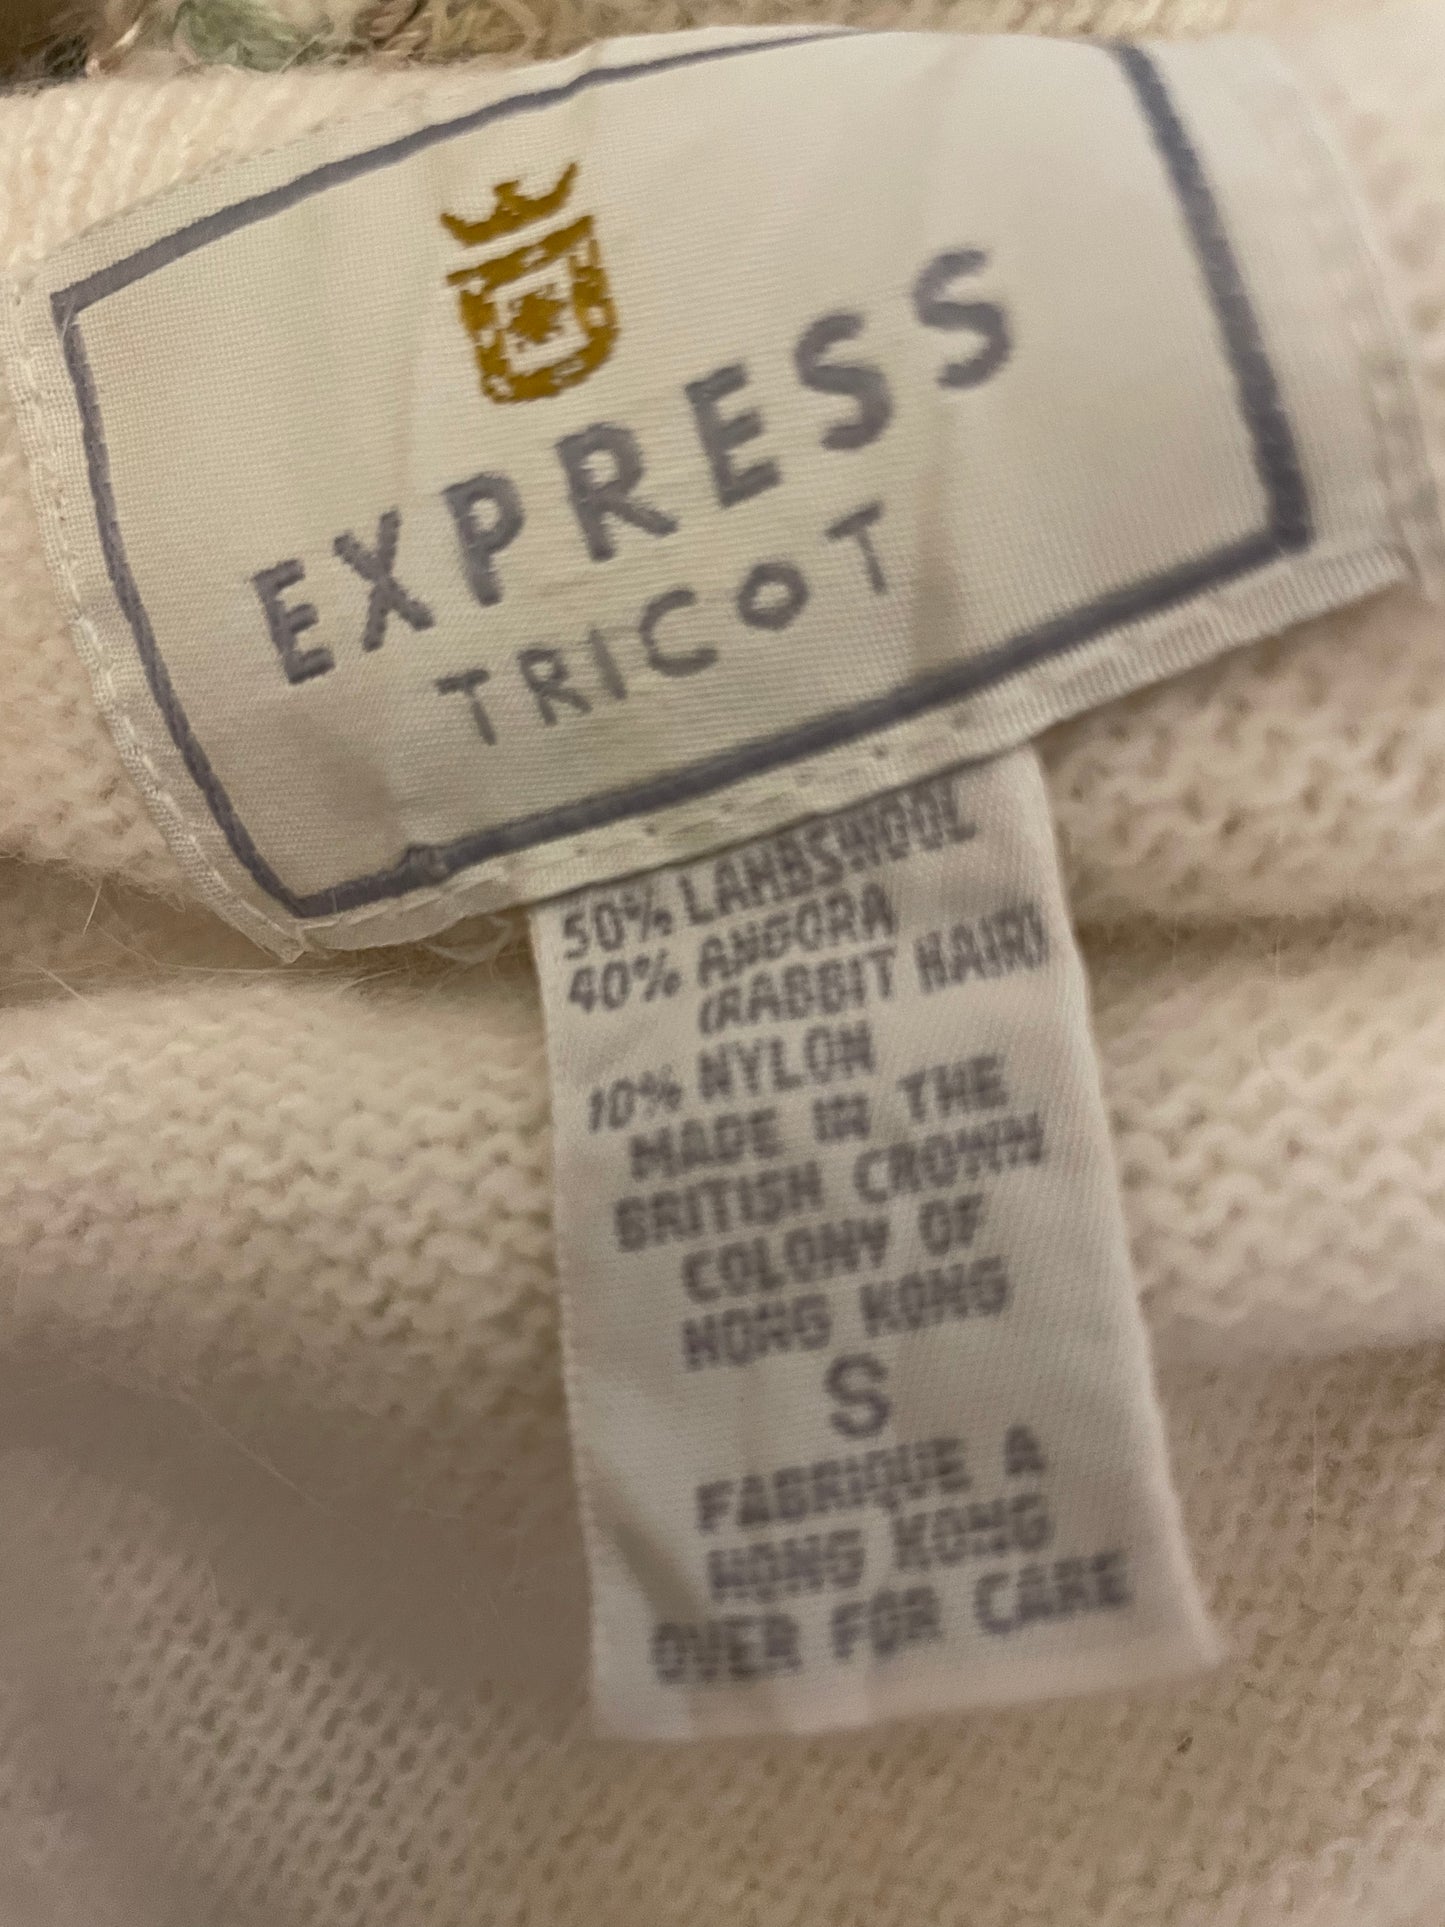 EXPRESS
TRICOT
50% LAMBSWOOL
40% ANGORA
(RABBIT HAIR)
10% NYLON
MADE IN THE
BRITISH CROWN
COLONY OF
HONG KONG
S
FABRIQUE A
HONG KONG
OVER FOR CARE